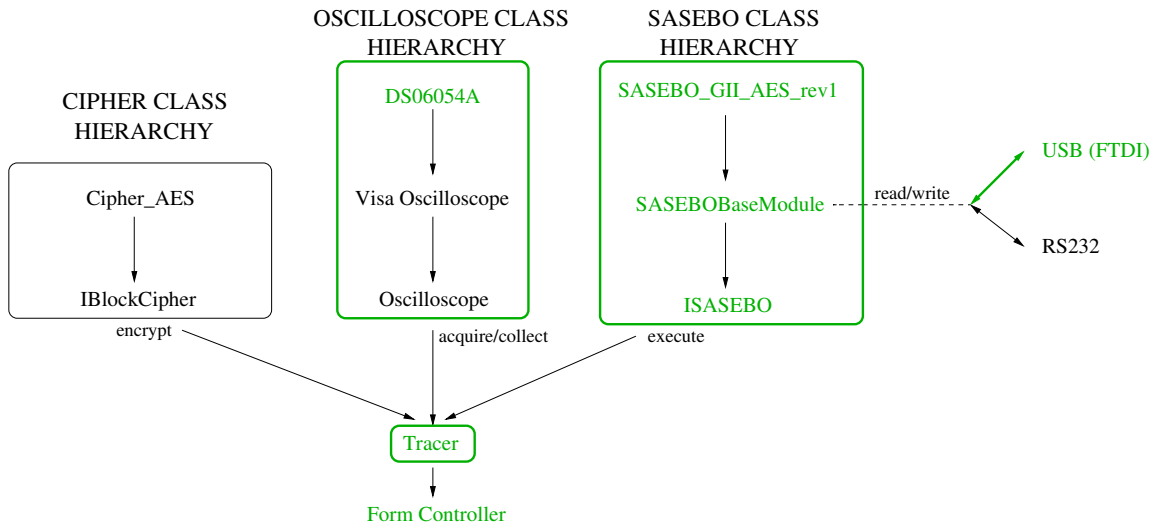 OSCILLOSCOPE CLASS
HIERARCHY
SASEBO CLASS
HIERARCHY
CIPHER CLASS
HIERARCHY
DS06054A
SASEBO_GII_AES_rev1
USB (FTDI)
Cipher_AES
Visa Oscilloscope
SASEBOBaseModule
read/write
RS232
IBlockCipher
Oscilloscope
ISASEBO
encrypt
acquire/collect
execute
Tracer
Form Controller